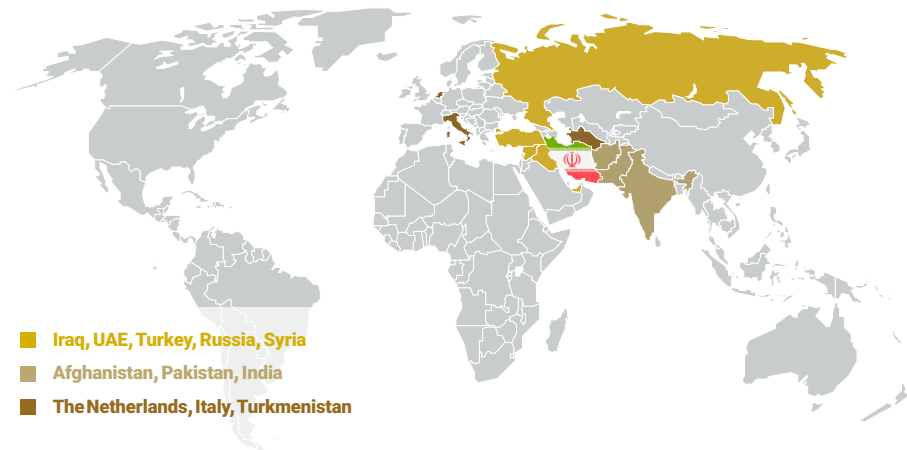 Iraq, UAE, Turkey, Russia, Syria
Afghanistan, Pakistan, India
The Netherlands, Italy, Turkmenistan